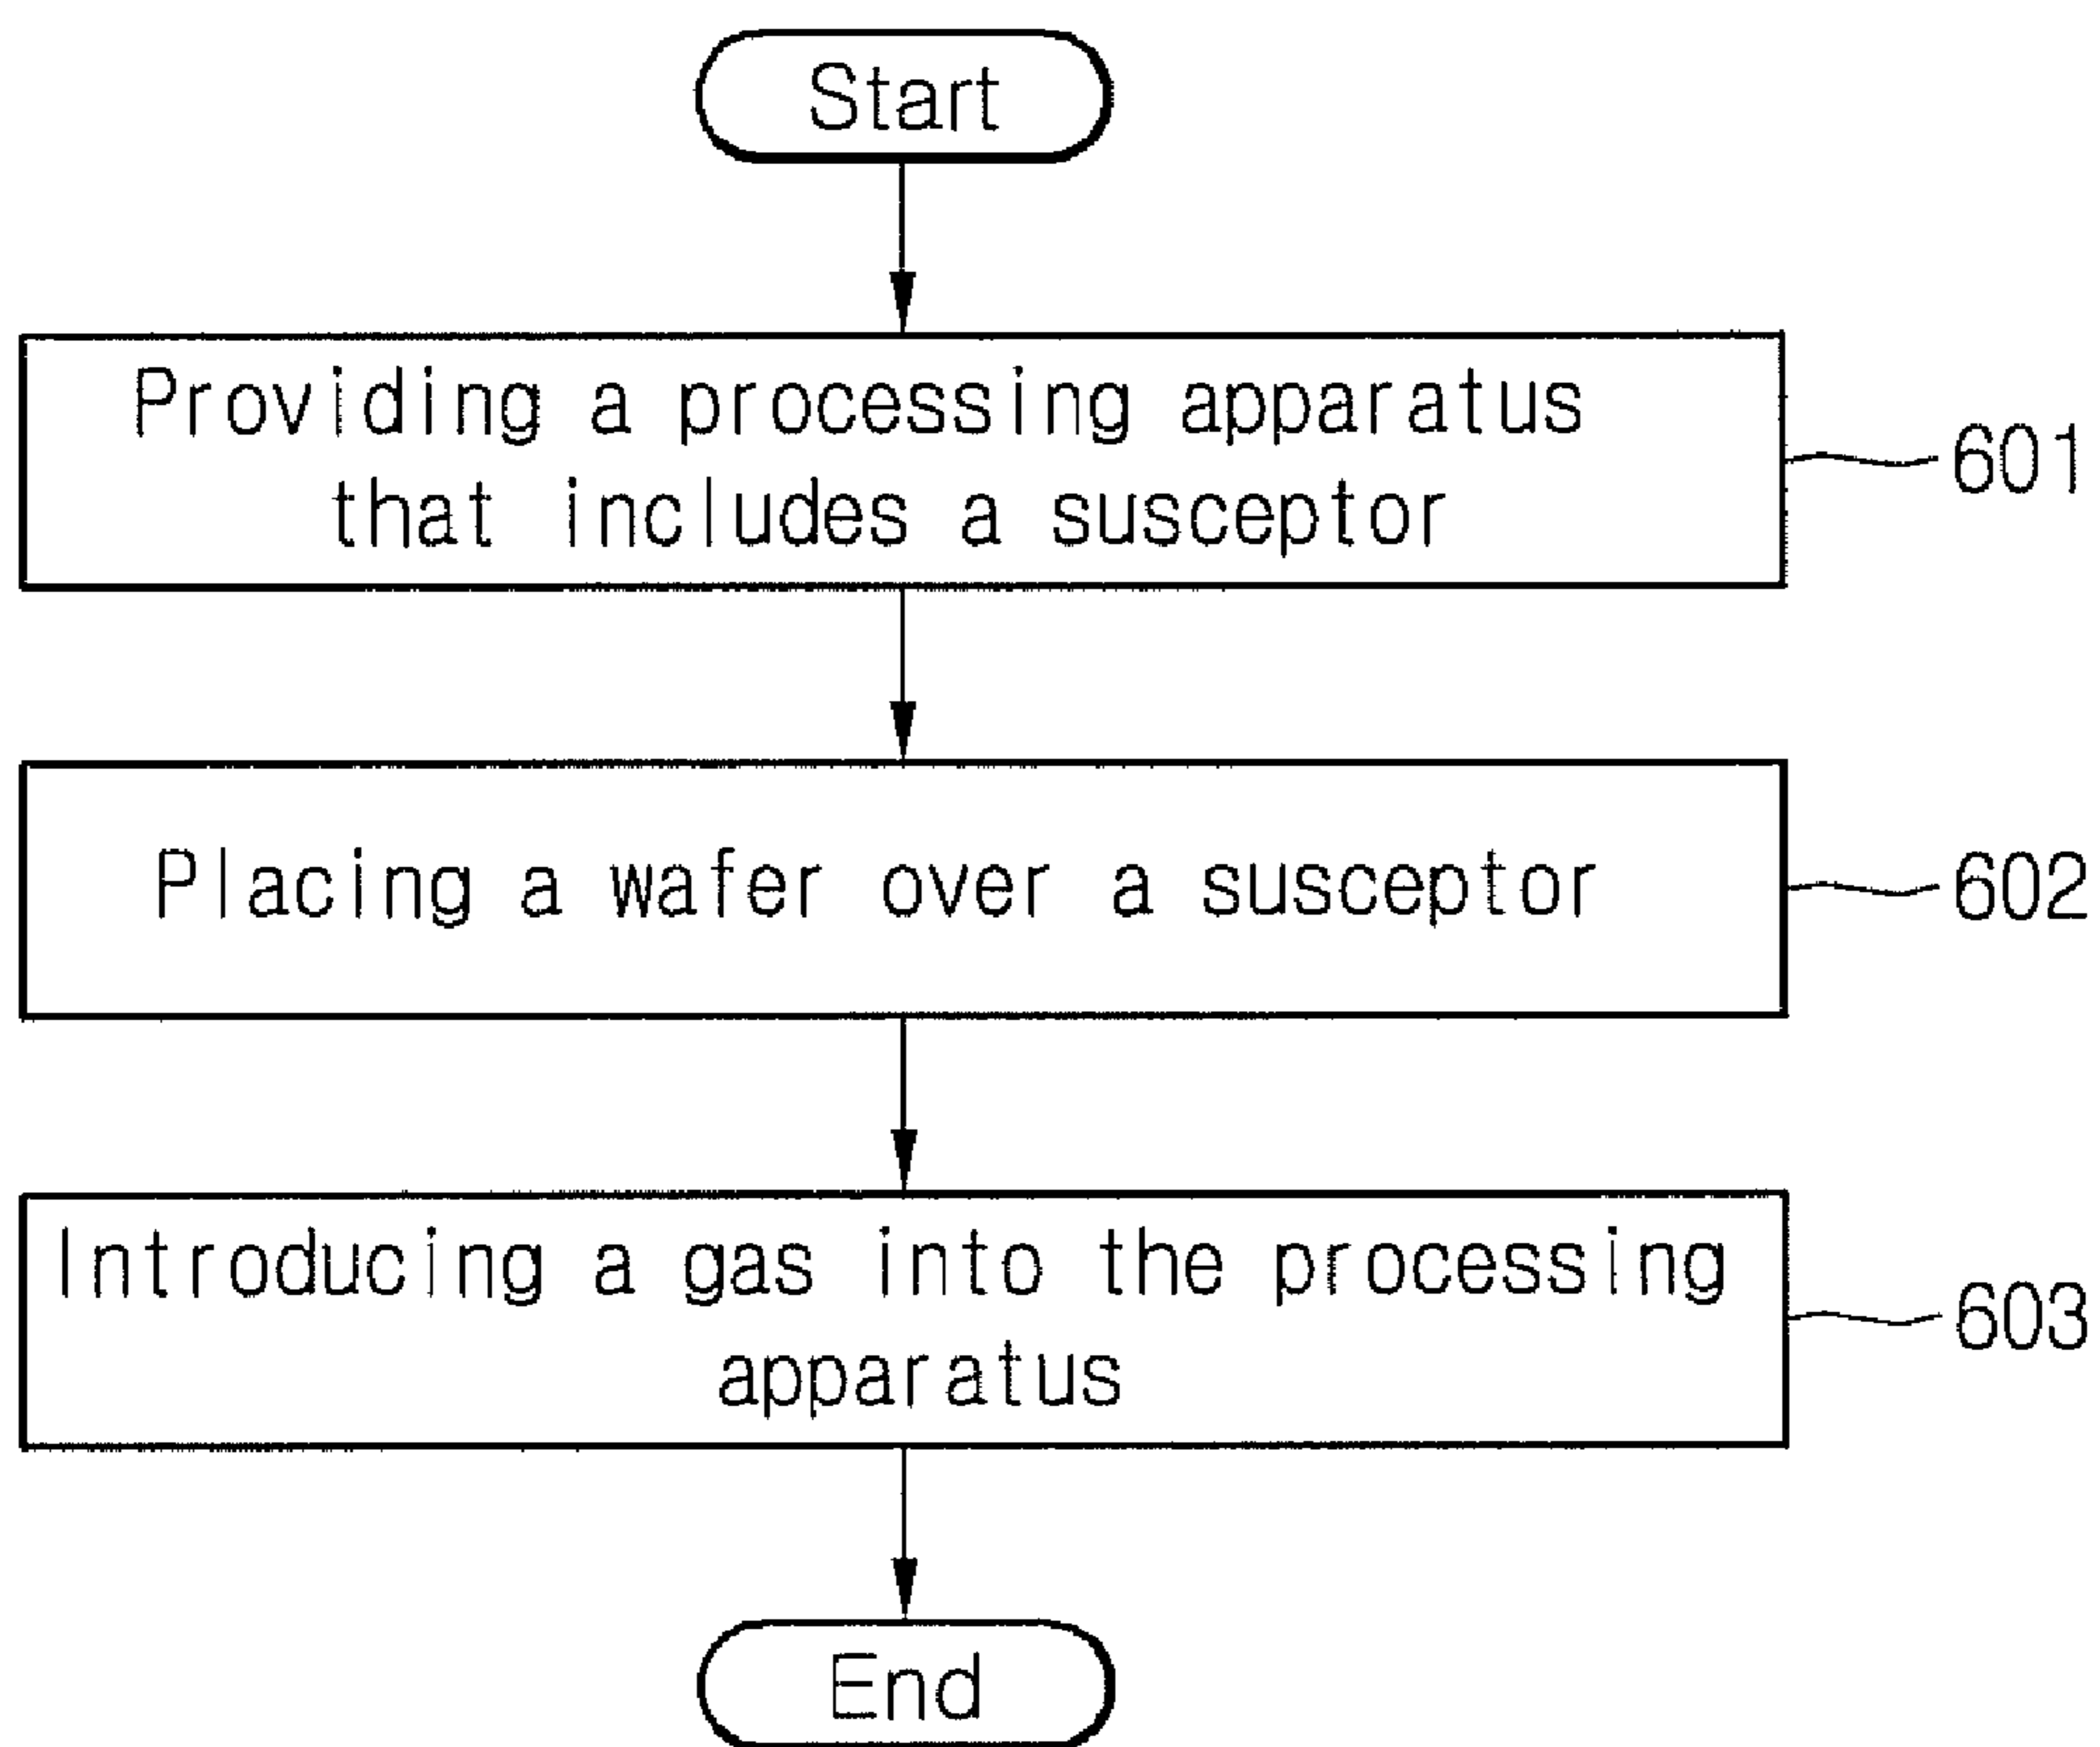 Start
Providing a processing apparatus
that includes a susceptor
601
Placing a wafer over a susceptor
602
Introducing a gas into the processing
apparatus
603
End